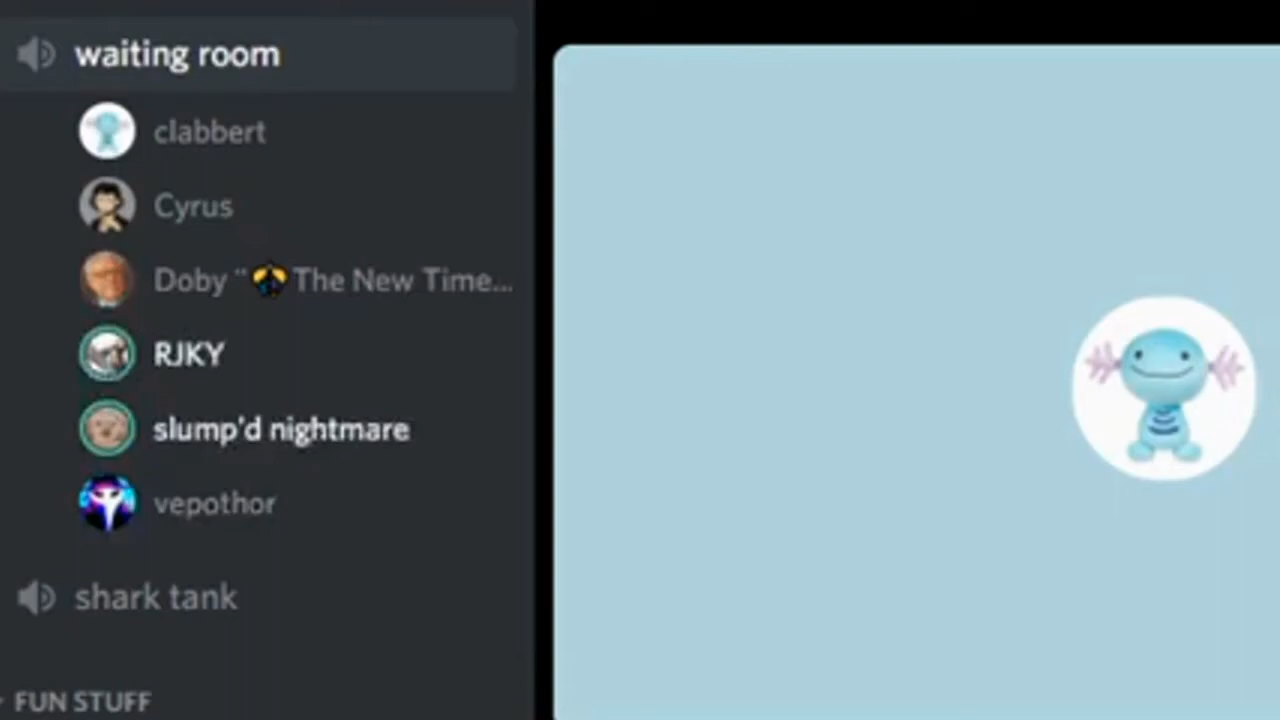 waiting room
clabbert
Cyrus
Doby “ The New Time...
RJKY
slump'd nightmare
vepothor
shark tank
FUN STUFF